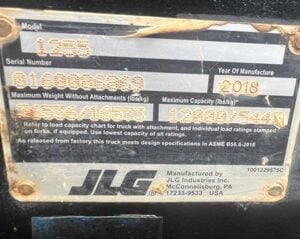 Model
1255
Serial Number
Year Of Manufacture
2018
Maximum Weight Without Attachments (lbs/kg)
Maximum Capacity (lbs/kg)
12000/5440
Refer to load capacity chart for truck with attachment, and individual load ratings stamped
on forks, if equipped. Use lowest capacity of all.
As released from factory this truck meets design specifications in ASME B56.6-2016
JLG
Manufactured by
JLG Industries Inc.
McConnellsburg, PA
17233-9533 USA
1001229575C